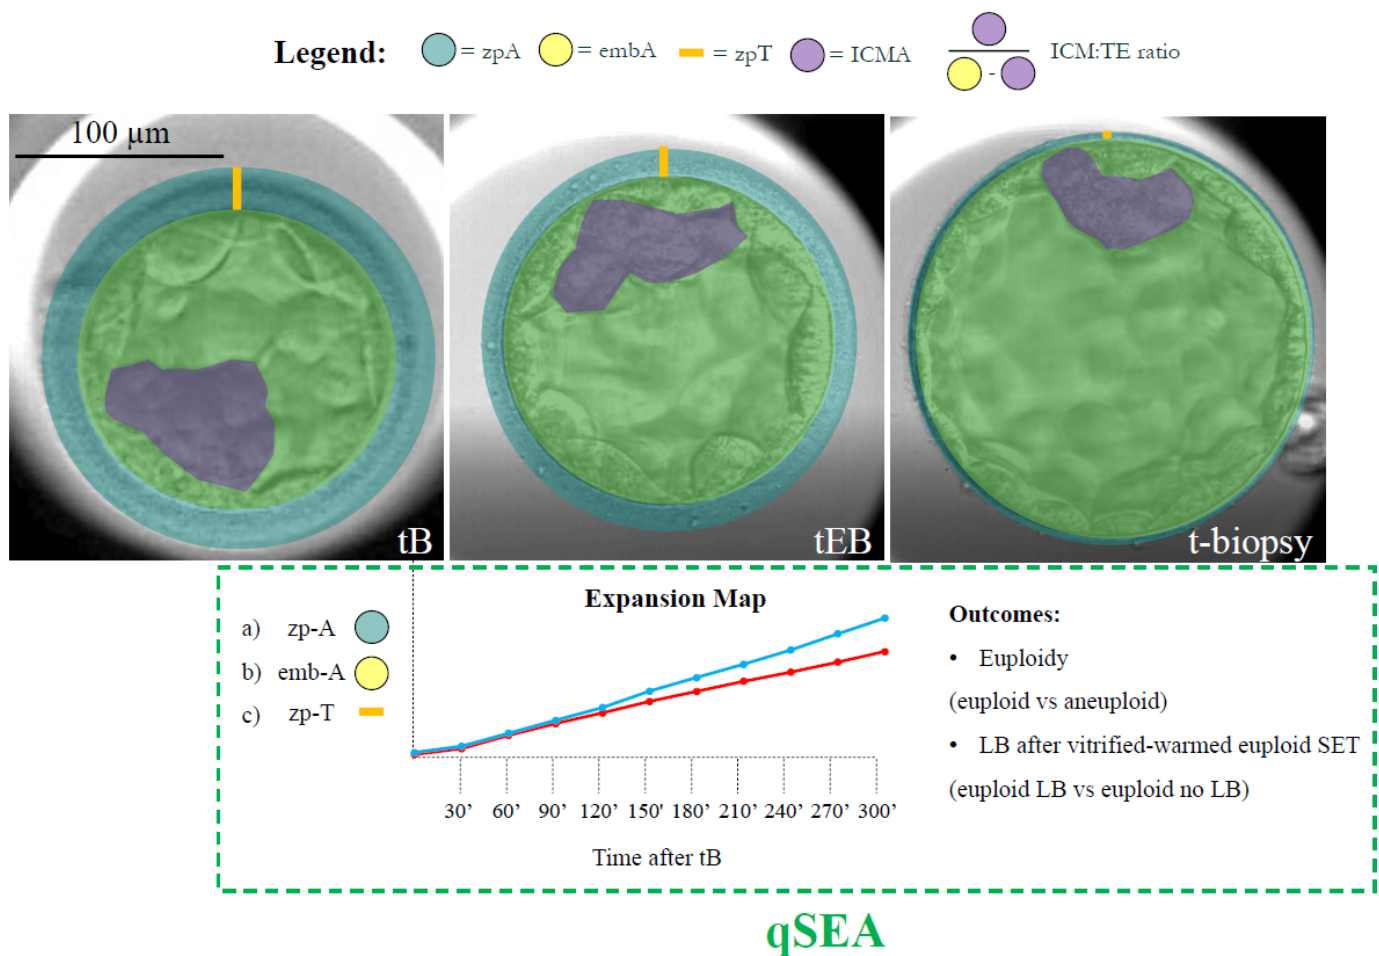 Legend: = zpA = embA = zpT = ICMA ICM:TE ratio
-
100 µm
tB
tEB
t-biopsy
Expansion Map
a) zp-A
b) emb-A
c) zp-T
30’ 60’ 90’ 120’ 150’ 180’ 210’ 240’ 270’ 300’
Time after tB
Outcomes:
• Euploidy
(euploid vs aneuploid)
• LB after vitrified-warmed euploid SET
(euploid LB vs euploid no LB)
qSEA